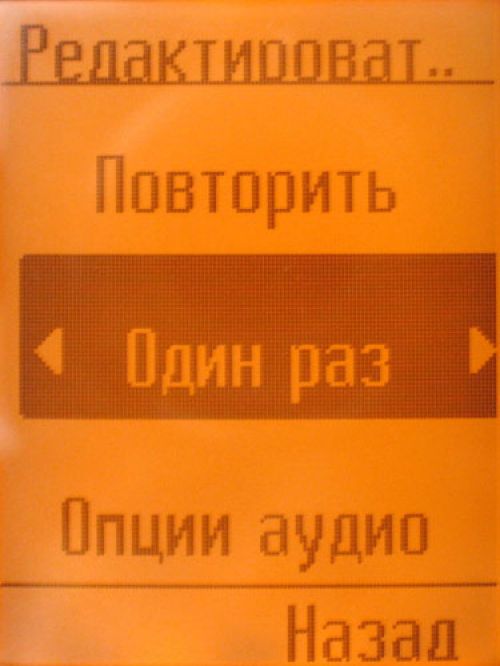 Редактироват..
Повторить
Один раз
Опции аудио
Назад